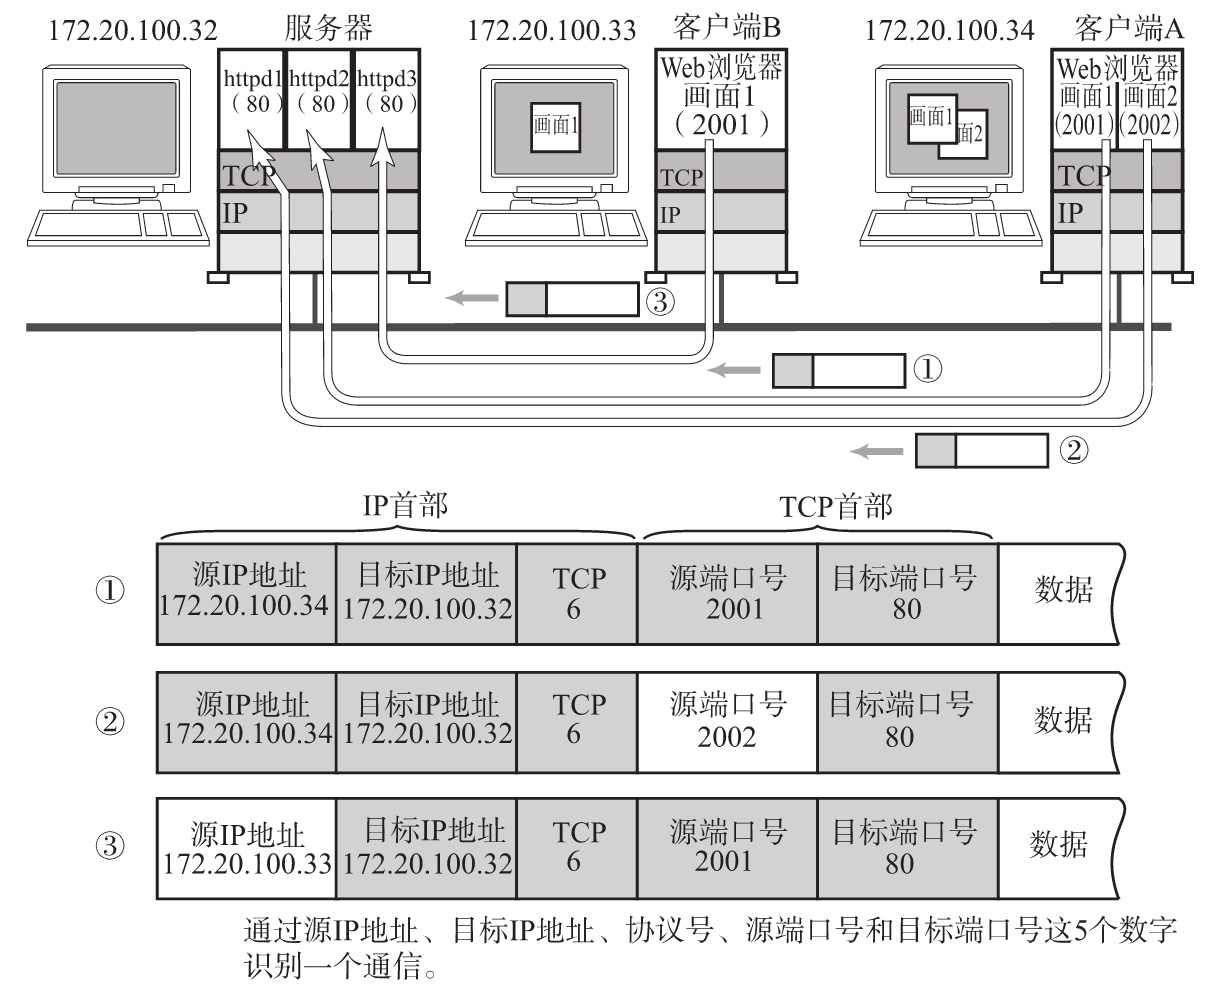 172.20.100.32
服务器
172.20.100.33
客户端B
172.20.100.34
客户端A
httpd1
（80）
httpd2
（80）
httpd3
（80）
TCP
IP
画面1
Web浏览器
画面1
（2001）
TCP
IP
画面1
画面2
Web浏览器
画面1
(2001)
画面2
(2002)
TCP
IP
③
①
②
IP首部
TCP首部
①
源IP地址
172.20.100.34
目标IP地址
172.20.100.32
TCP
6
源端口号
2001
目标端口号
80
数据
②
源IP地址
172.20.100.34
目标IP地址
172.20.100.32
TCP
6
源端口号
2002
目标端口号
80
数据
③
源IP地址
172.20.100.33
目标IP地址
172.20.100.32
TCP
6
源端口号
2001
目标端口号
80
数据
通过源IP地址、目标IP地址、协议号、源端口号和目标端口号这5个数字
识别一个通信。